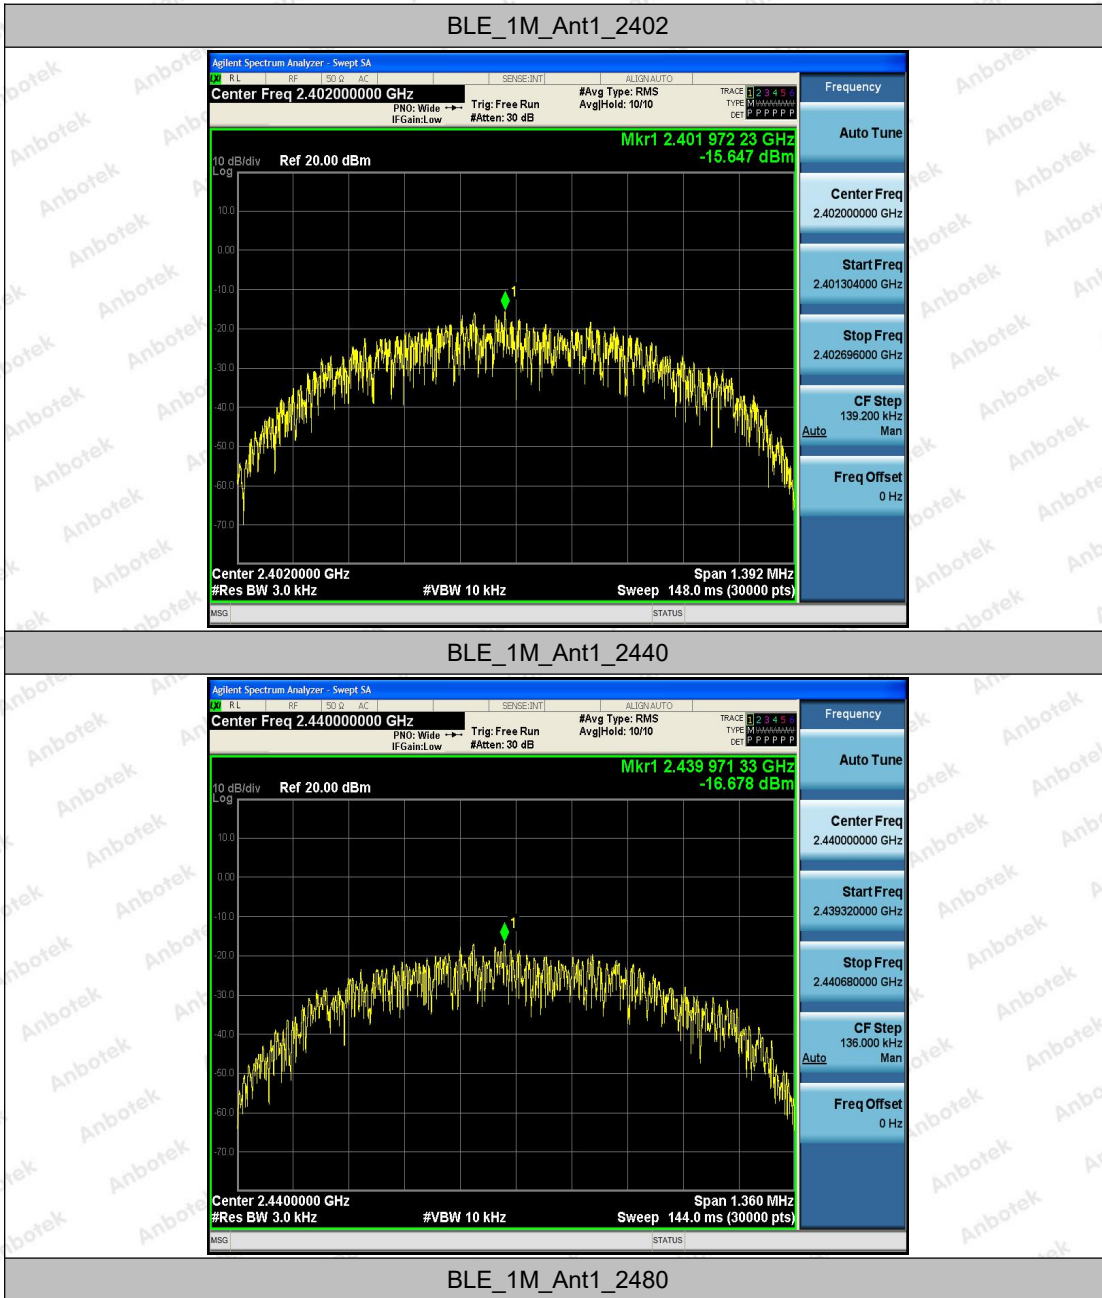 BLE_1M_Ant1_2402
Agilent Spectrum Analyzer - Swept SA
LXI RL RF 50 Ω AC SENSE:INT ALIGNAUTO
Center Freq 2.402000000 GHz
PNO: Wide
IFGain:Low
Trig: Free Run
#Atten: 30 dB
#Avg Type: RMS
Avg|Hold: 10/10
TRACE 1 2 3 4 5 6
TYPE M
DET P P P P P P
Mkr1 2.401 972 23 GHz
-15.647 dBm
10 dB/div Ref 20.00 dBm
Log
10.0
0.00
-10.0
-20.0
-30.0
-40.0
-50.0
-60.0
-70.0
1
Center 2.4020000 GHz Span 1.392 MHz
#Res BW 3.0 kHz #VBW 10 kHz Sweep 148.0 ms (30000 pts)
MSG STATUS
Frequency
Auto Tune
Center Freq
2.402000000 GHz
Start Freq
2.401304000 GHz
Stop Freq
2.402696000 GHz
CF Step
139.200 kHz
Auto Man
Freq Offset
0 Hz
BLE_1M_Ant1_2440
Agilent Spectrum Analyzer - Swept SA
LXI RL RF 50 Ω AC SENSE:INT ALIGNAUTO
Center Freq 2.440000000 GHz
PNO: Wide
IFGain:Low
Trig: Free Run
#Atten: 30 dB
#Avg Type: RMS
Avg|Hold: 10/10
TRACE 1 2 3 4 5 6
TYPE M
DET P P P P P P
Mkr1 2.439 971 33 GHz
-16.678 dBm
10 dB/div Ref 20.00 dBm
Log
10.0
0.00
-10.0
-20.0
-30.0
-40.0
-50.0
-60.0
-70.0
1
Center 2.4400000 GHz Span 1.360 MHz
#Res BW 3.0 kHz #VBW 10 kHz Sweep 144.0 ms (30000 pts)
MSG STATUS
Frequency
Auto Tune
Center Freq
2.440000000 GHz
Start Freq
2.439320000 GHz
Stop Freq
2.440680000 GHz
CF Step
136.000 kHz
Auto Man
Freq Offset
0 Hz
BLE_1M_Ant1_2480
Anbotek